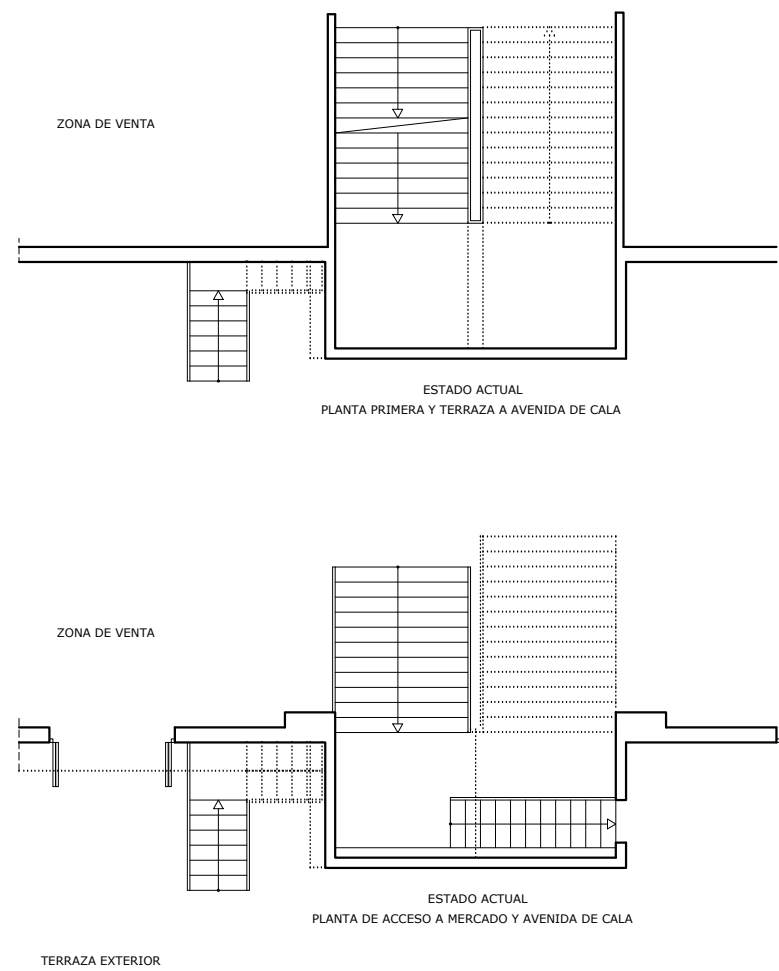 ZONA DE VENTA
ESTADO ACTUAL
PLANTA PRIMERA Y TERRAZA A AVENIDA DE CALA
ZONA DE VENTA
ESTADO ACTUAL
PLANTA DE ACCESO A MERCADO Y AVENIDA DE CALA
TERRAZA EXTERIOR